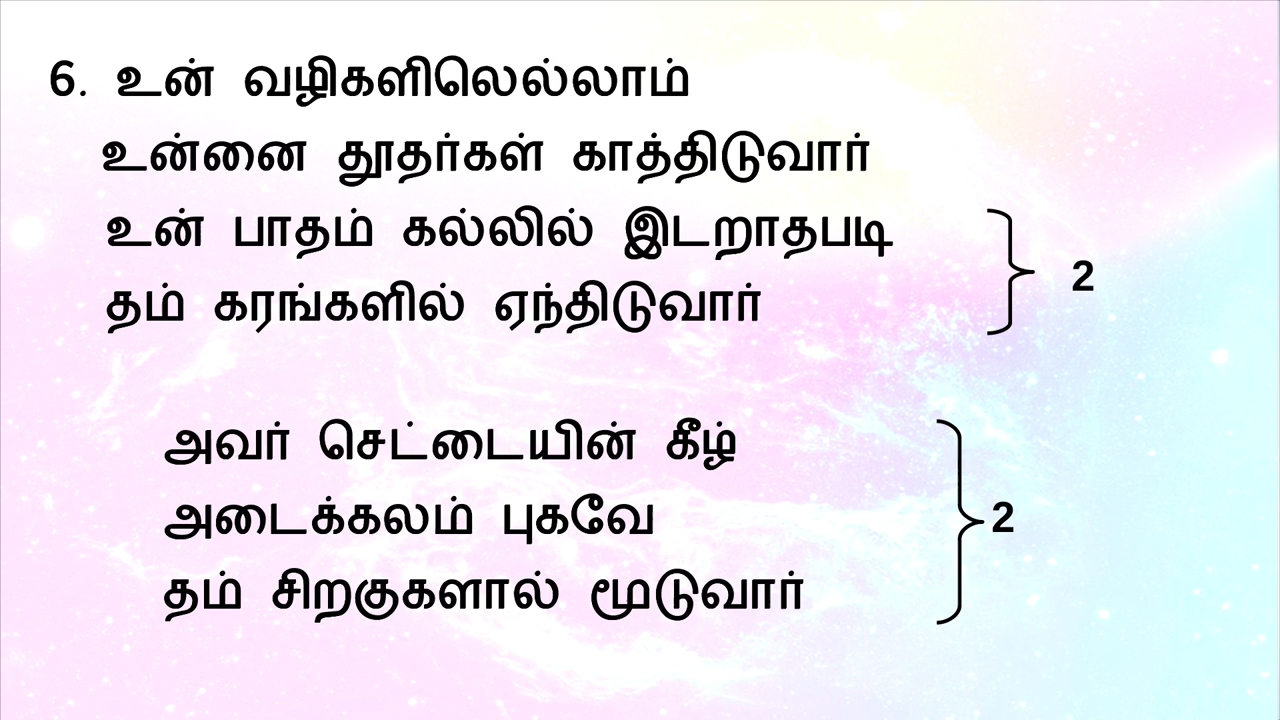 6. உன் வழிகளிலெல்லாம்
உன்னை தூதர்கள் காத்திடுவார்
உன் பாதம் கல்லில் இடறாதபடி
தம் கரங்களில் ஏந்திடுவார்
2
அவர் செட்டையின் கீழ்
அடைக்கலம் புகவே
தம் சிறகுகளால் மூடுவார்
2